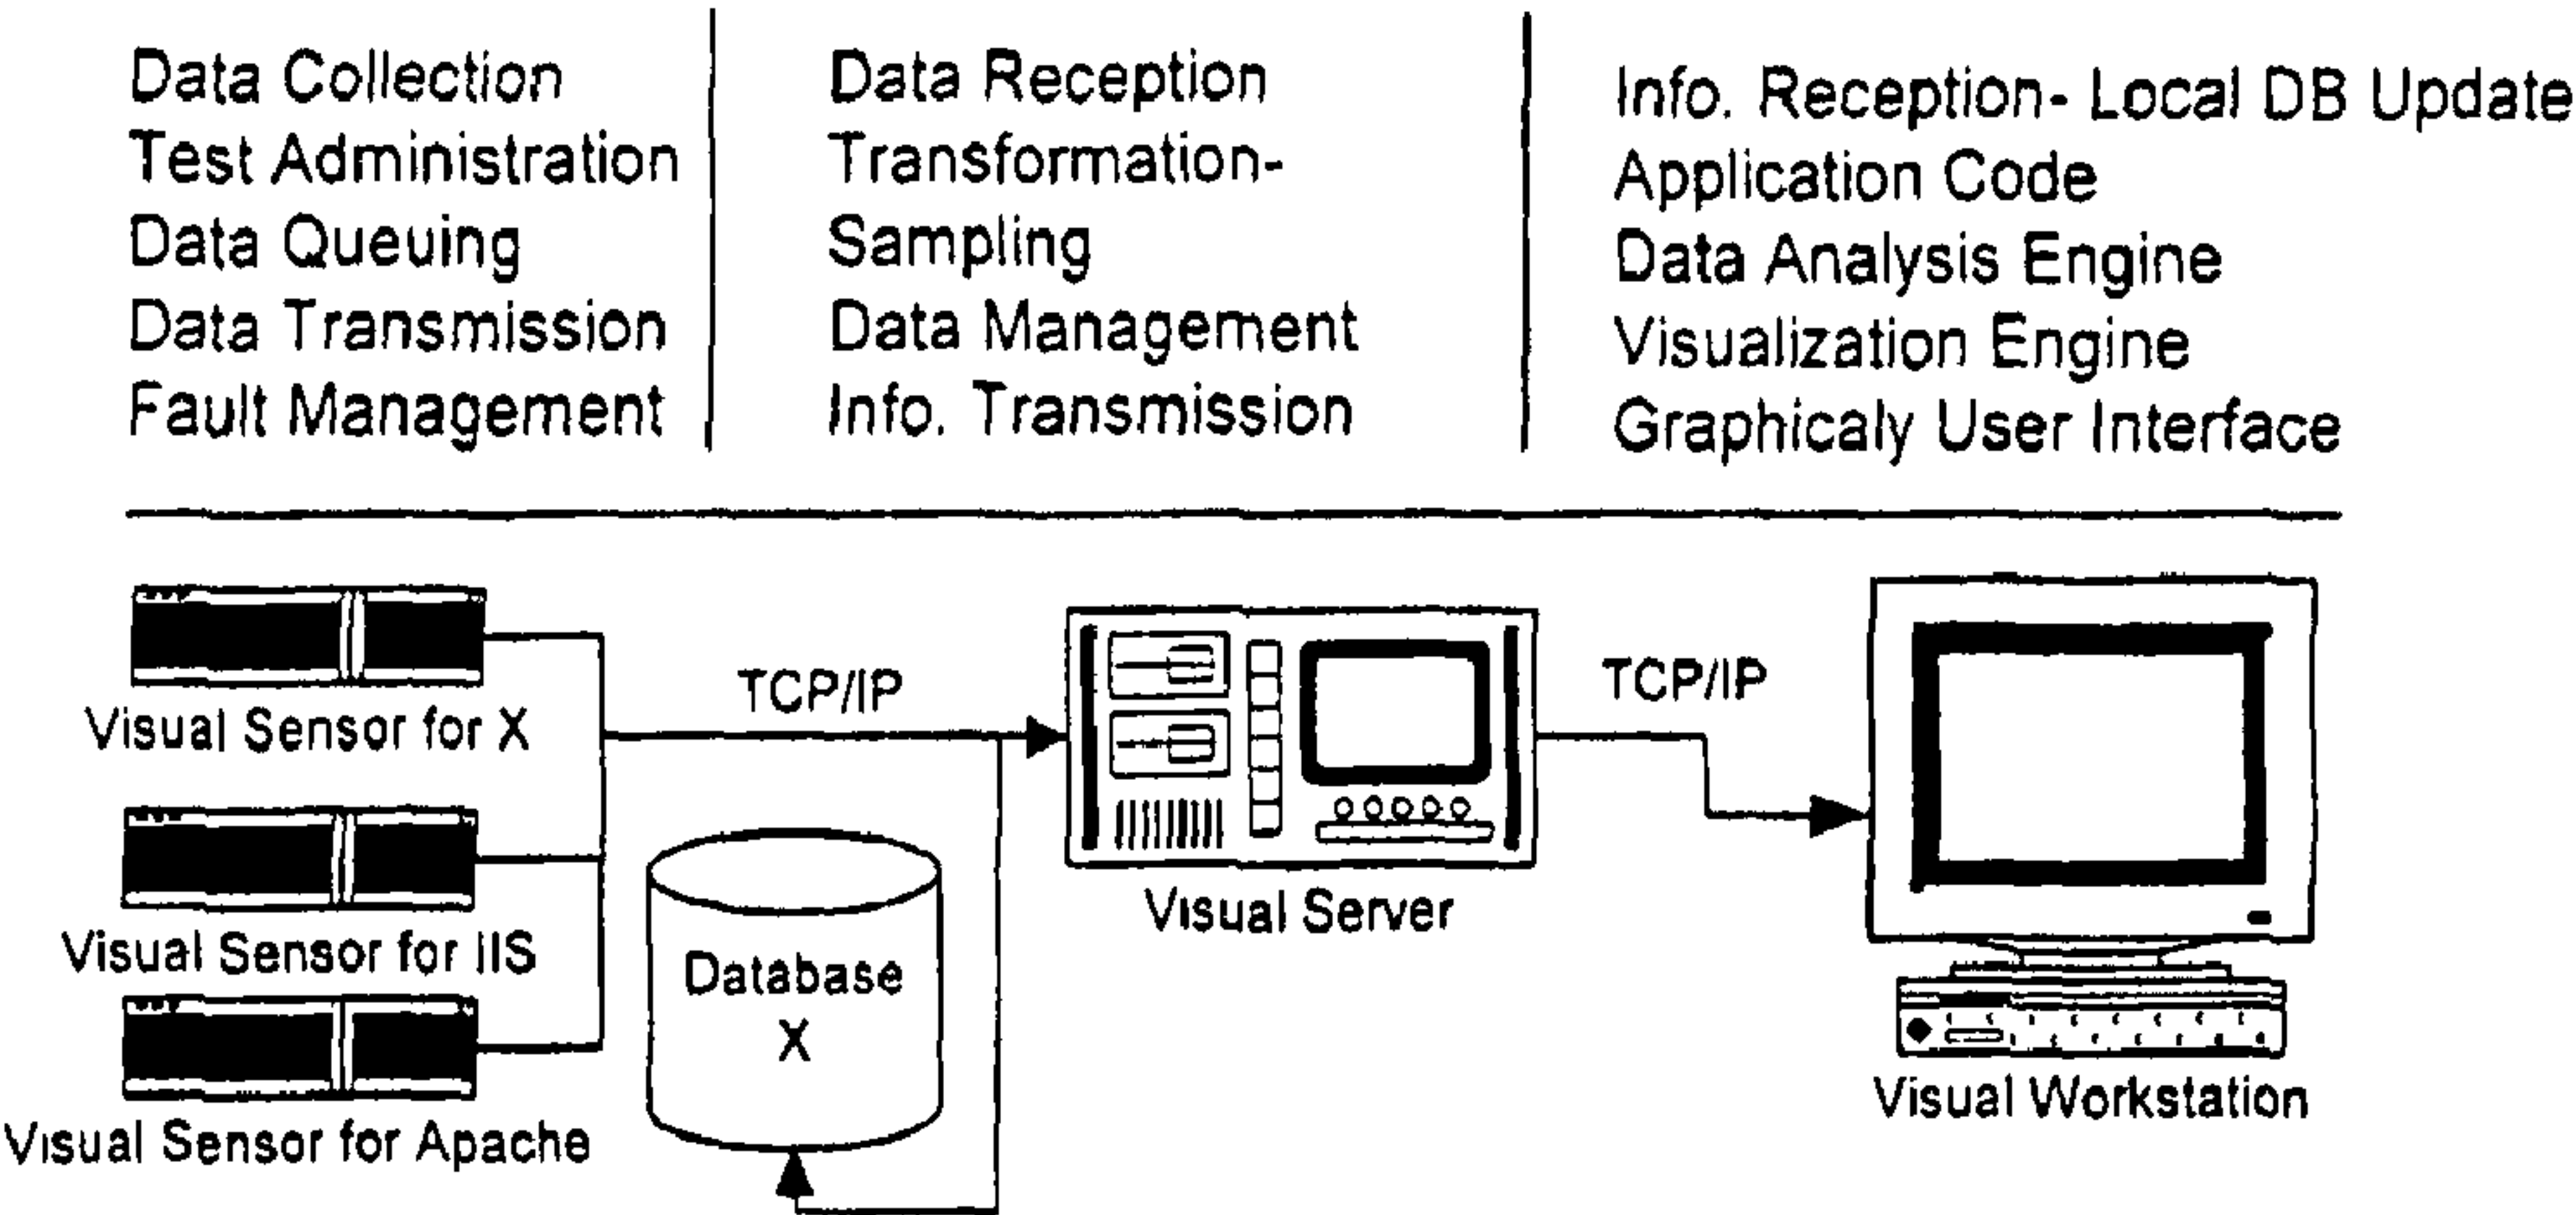 Data Collection
Test Administration
Data Queuing
Data Transmission
Fault Management
Data Reception
Transformation-
Sampling
Data Management
Info. Transmission
Info. Reception- Local DB Update
Application Code
Data Analysis Engine
Visualization Engine
Graphicaly User Interface
Visual Sensor for X
Visual Sensor for IIS
Visual Sensor for Apache
TCP/IP
Database
X
Visual Server
TCP/IP
Visual Workstation